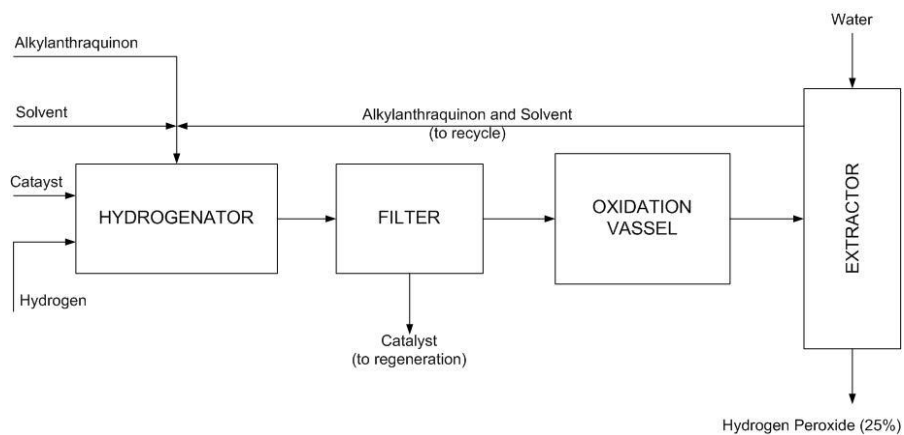 Water
Alkylanthraquinon
Solvent
Alkylanthraquinon and Solvent
(to recycle)
Catayst
HYDROGENATOR
FILTER
OXIDATION
VASSEL
EXTRACTOR
Hydrogen
Catalyst
(to regeneration)
Hydrogen Peroxide (25%)